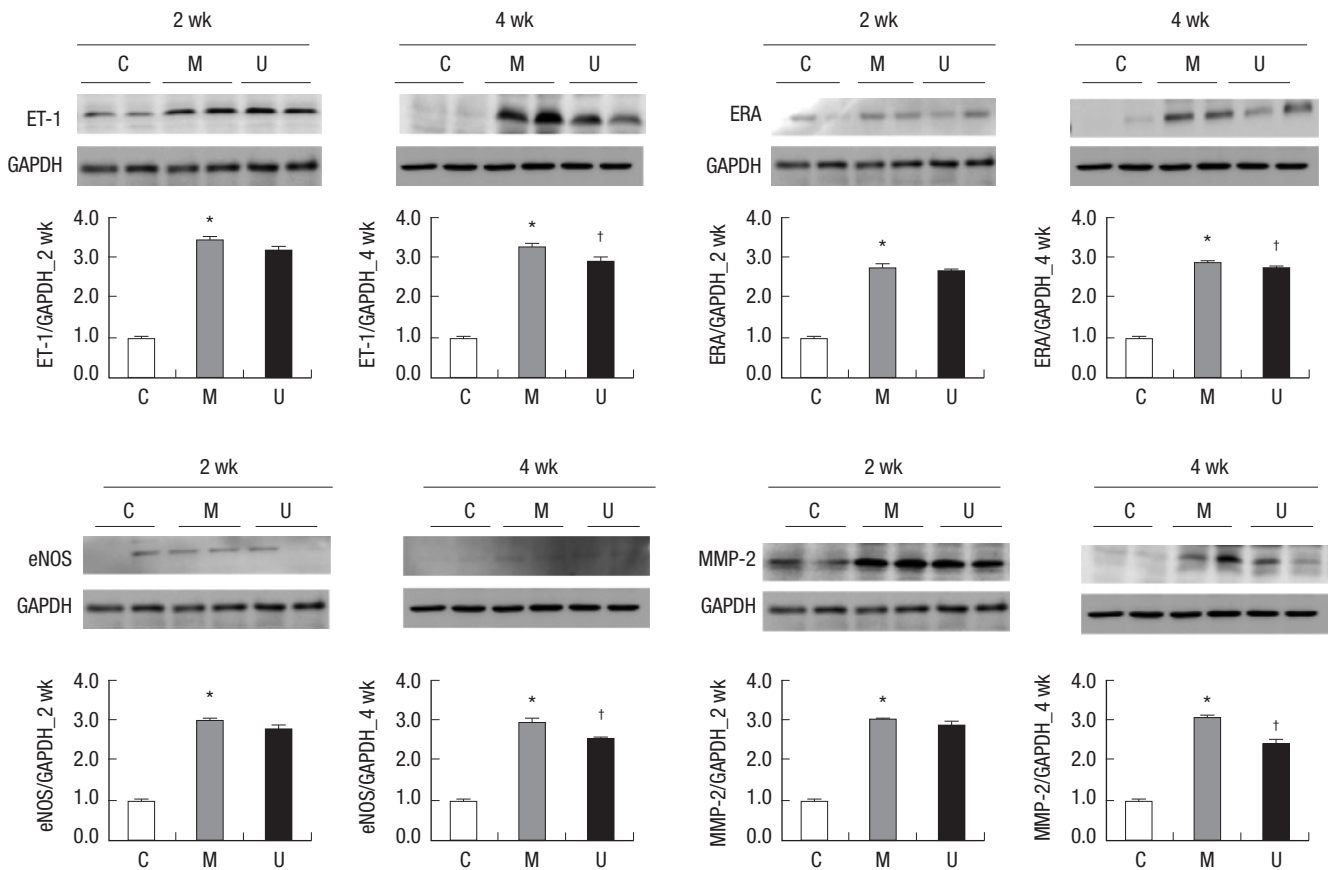 2 wk
C M U
ET-1
GAPDH
ET-1/GAPDH_2 wk
4.0
3.0
2.0
1.0
0.0
*
C M U
4 wk
C M U
ET-1/GAPDH_4 wk
4.0
3.0
2.0
1.0
0.0
*
†
C M U
2 wk
C M U
ERA
GAPDH
ERA/GAPDH_2 wk
4.0
3.0
2.0
1.0
0.0
*
C M U
4 wk
C M U
ERA/GAPDH_4 wk
4.0
3.0
2.0
1.0
0.0
*
†
C M U
2 wk
C M U
eNOS
GAPDH
eNOS/GAPDH_2 wk
4.0
3.0
2.0
1.0
0.0
*
C M U
4 wk
C M U
eNOS/GAPDH_4 wk
4.0
3.0
2.0
1.0
0.0
*
†
C M U
2 wk
C M U
MMP-2
GAPDH
MMP-2/GAPDH_2 wk
4.0
3.0
2.0
1.0
0.0
*
C M U
4 wk
C M U
MMP-2/GAPDH_4 wk
4.0
3.0
2.0
1.0
0.0
*
†
C M U